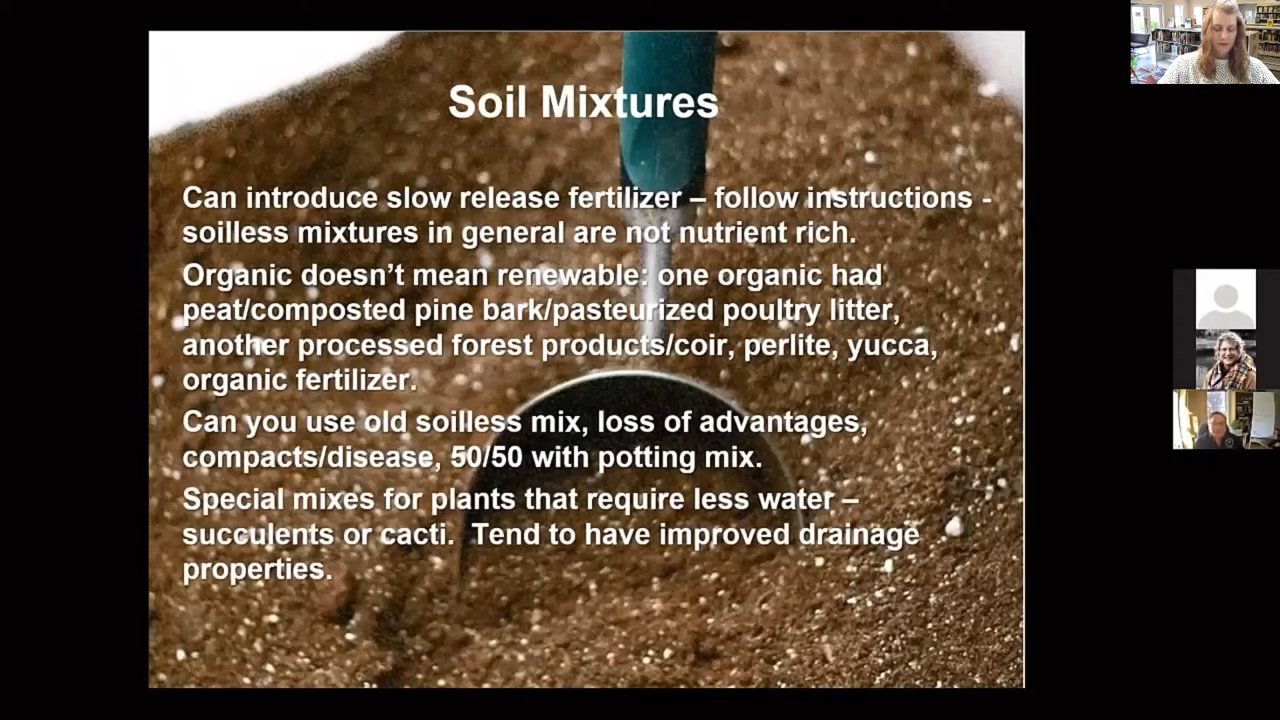 Soil Mixtures
Can introduce slow release fertilizer – follow instructions -
soilless mixtures in general are not nutrient rich.
Organic doesn’t mean renewable: one organic had
peat/composted pine bark/pasteurized poultry litter,
another processed forest products/coir, perlite, yucca,
organic fertilizer.
Can you use old soilless mix, loss of advantages,
compacts/disease, 50/50 with potting mix.
Special mixes for plants that require less water –
succulents or cacti.  Tend to have improved drainage
properties.